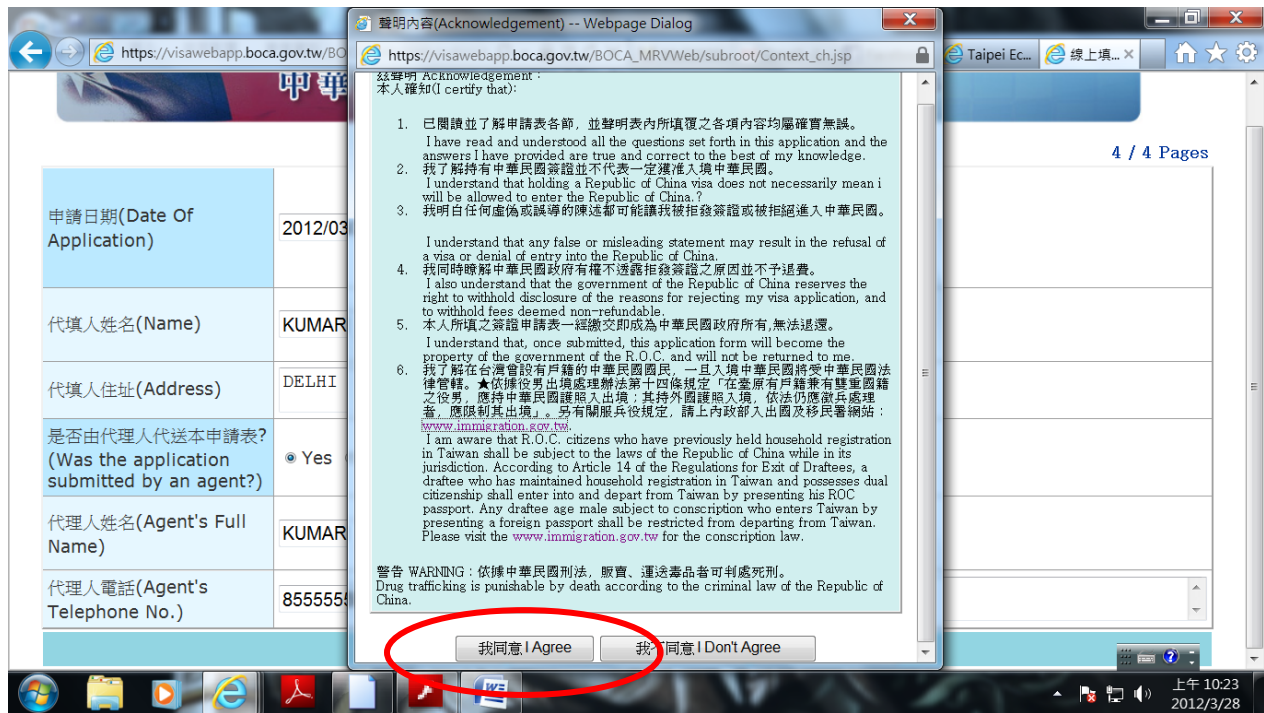 聲明內容(Acknowledgement) -- Webpage Dialog
https://visawebapp.boca.gov.tw/BO
https://visawebapp.boca.gov.tw/BOCA_MRVWeb/subroot/Context_ch.jsp
Taipei Ec...
線上填...
中華
4 / 4 Pages
茲聲明 Acknowledgement：
本人確知(I certify that):
1. 已閱讀並了解申請表各節，並聲明表內所填覆之各項內容均屬確實無誤。
I have read and understood all the questions set forth in this application and the
answers I have provided are true and correct to the best of my knowledge.
2. 我了解持有中華民國簽證並不代表一定獲准入境中華民國。
I understand that holding a Republic of China visa does not necessarily mean i
will be allowed to enter the Republic of China.?
3. 我明白任何虛偽或誤導的陳述都可能讓我被拒發簽證或被拒絕進入中華民國。
I understand that any false or misleading statement may result in the refusal of
a visa or denial of entry into the Republic of China.
4. 我同時瞭解中華民國政府有權不透露拒發簽證之原因並不予退費。
I also understand that the government of the Republic of China reserves the
right to withhold disclosure of the reasons for rejecting my visa application, and
to withhold fees deemed non-refundable.
5. 本人所填之簽證申請表一經繳交即成為中華民國政府所有,無法退還。
I understand that, once submitted, this application form will become the
property of the government of the R.O.C. and will not be returned to me.
6. 我了解在台灣曾設有戶籍的中華民國國民，一旦入境中華民國將受中華民國法
律管轄。★依據役男出境處理辦法第十四條規定「在臺原有戶籍兼有雙重國籍
之役男，應持中華民國護照入出境；其持外國護照入境，依法仍應徵兵處理
者，應限制其出境」。另有關服兵役規定，請上內政部入出國及移民署網站：
www.immigration.gov.tw.
I am aware that R.O.C. citizens who have previously held household registration
in Taiwan shall be subject to the laws of the Republic of China while in its
jurisdiction. According to Article 14 of the Regulations for Exit of Draftees, a
draftee who has maintained household registration in Taiwan and possesses dual
citizenship shall enter into and depart from Taiwan by presenting his ROC
passport. Any draftee age male subject to conscription who enters Taiwan by
presenting a foreign passport shall be restricted from departing from Taiwan.
Please visit the www.immigration.gov.tw for the conscription law.
警告 WARNING：依據中華民國刑法，販賣、運送毒品者可判處死刑。
Drug trafficking is punishable by death according to the criminal law of the Republic of
China.
我同意 I Agree
我不同意 I Don't Agree
申請日期(Date Of
Application)
2012/03
代填人姓名(Name)
KUMAR
代填人住址(Address)
DELHI
是否由代理人代送本申請表?
(Was the application
submitted by an agent?)
Yes
代理人姓名(Agent's Full
Name)
KUMAR
代理人電話(Agent's
Telephone No.)
8555555
上午 10:23
2012/3/28